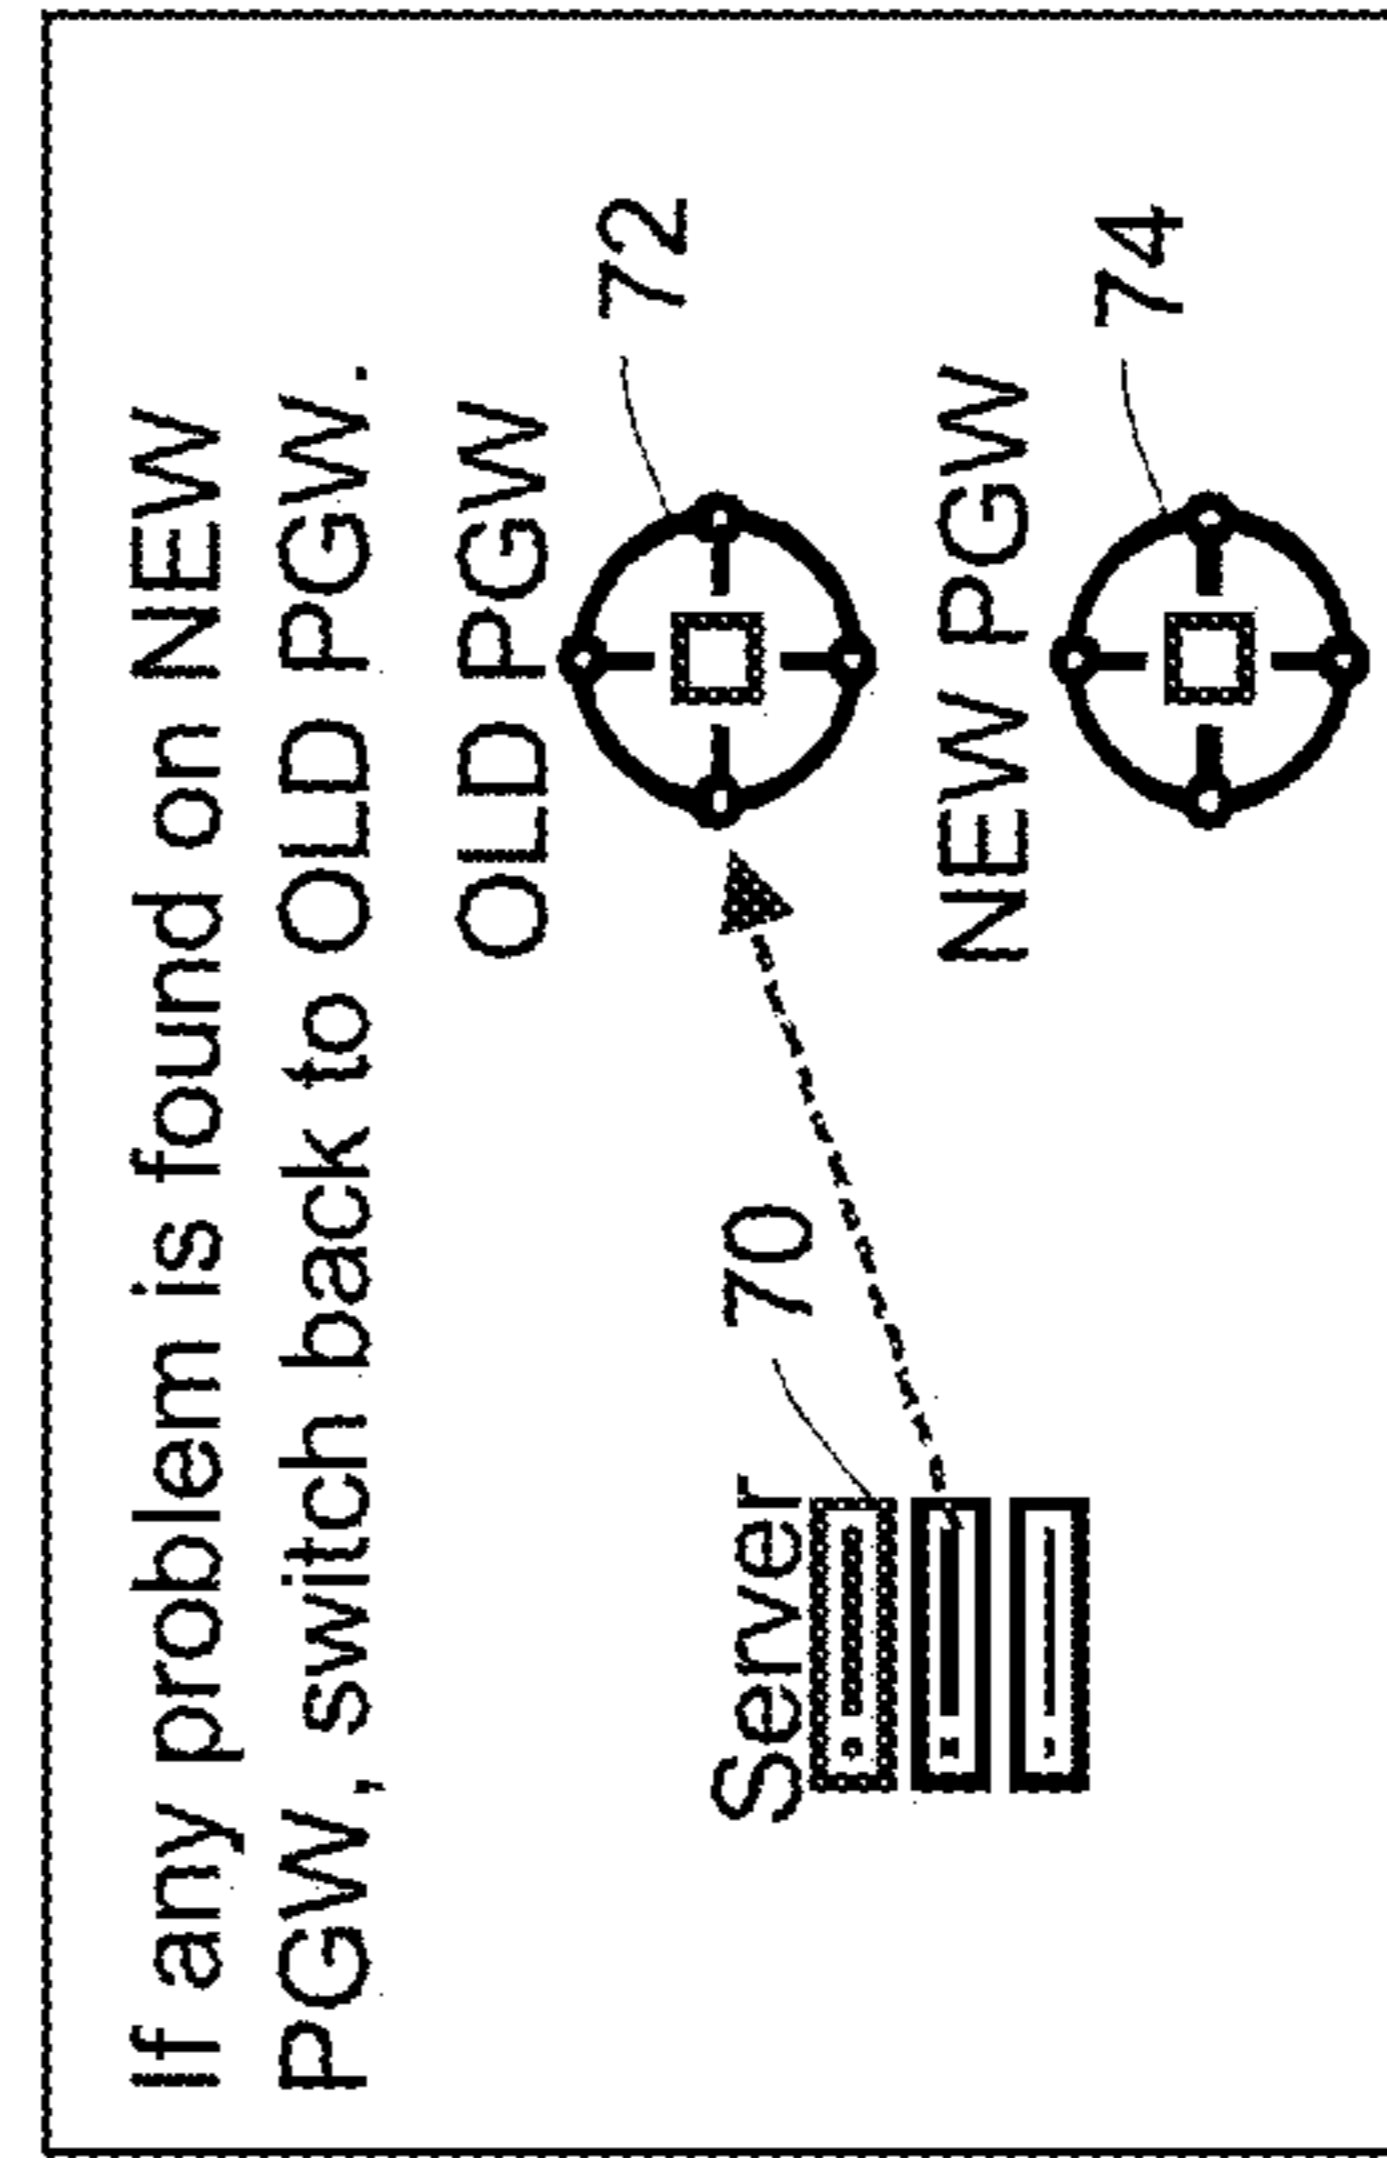 If any problem is found on NEW
PGW, switch back to OLD PGW.
OLD PGW
72
Server
70
NEW PGW
74